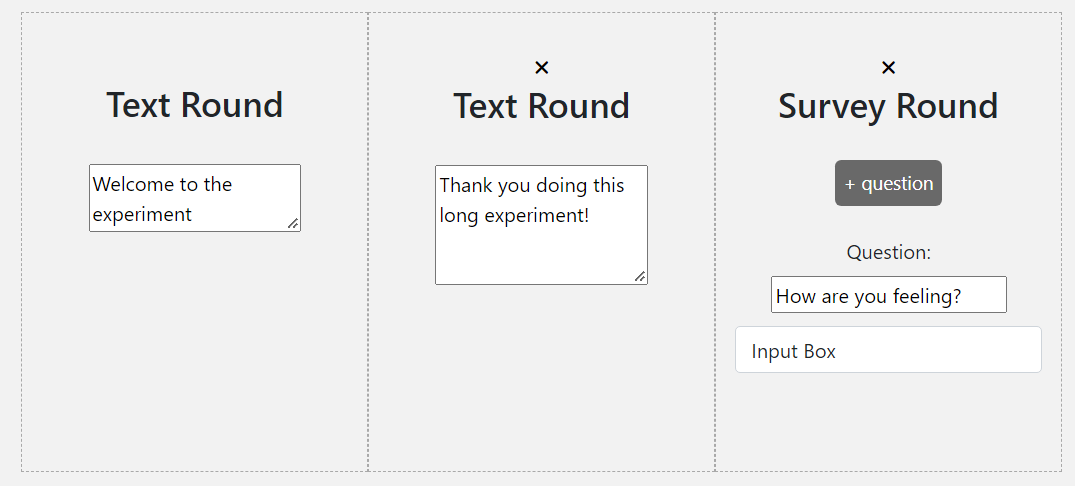 Text Round
Welcome to the
experiment
×
Text Round
Thank you doing this
long experiment!
×
Survey Round
+ question
Question:
How are you feeling?
Input Box